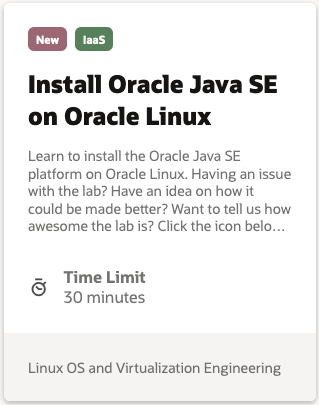 New IaaS
Install Oracle Java SE
on Oracle Linux
Learn to install the Oracle Java SE
platform on Oracle Linux. Having an issue
with the lab? Have an idea on how it
could be made better? Want to tell us how
awesome the lab is? Click the icon belo...
Time Limit
30 minutes
Linux OS and Virtualization Engineering